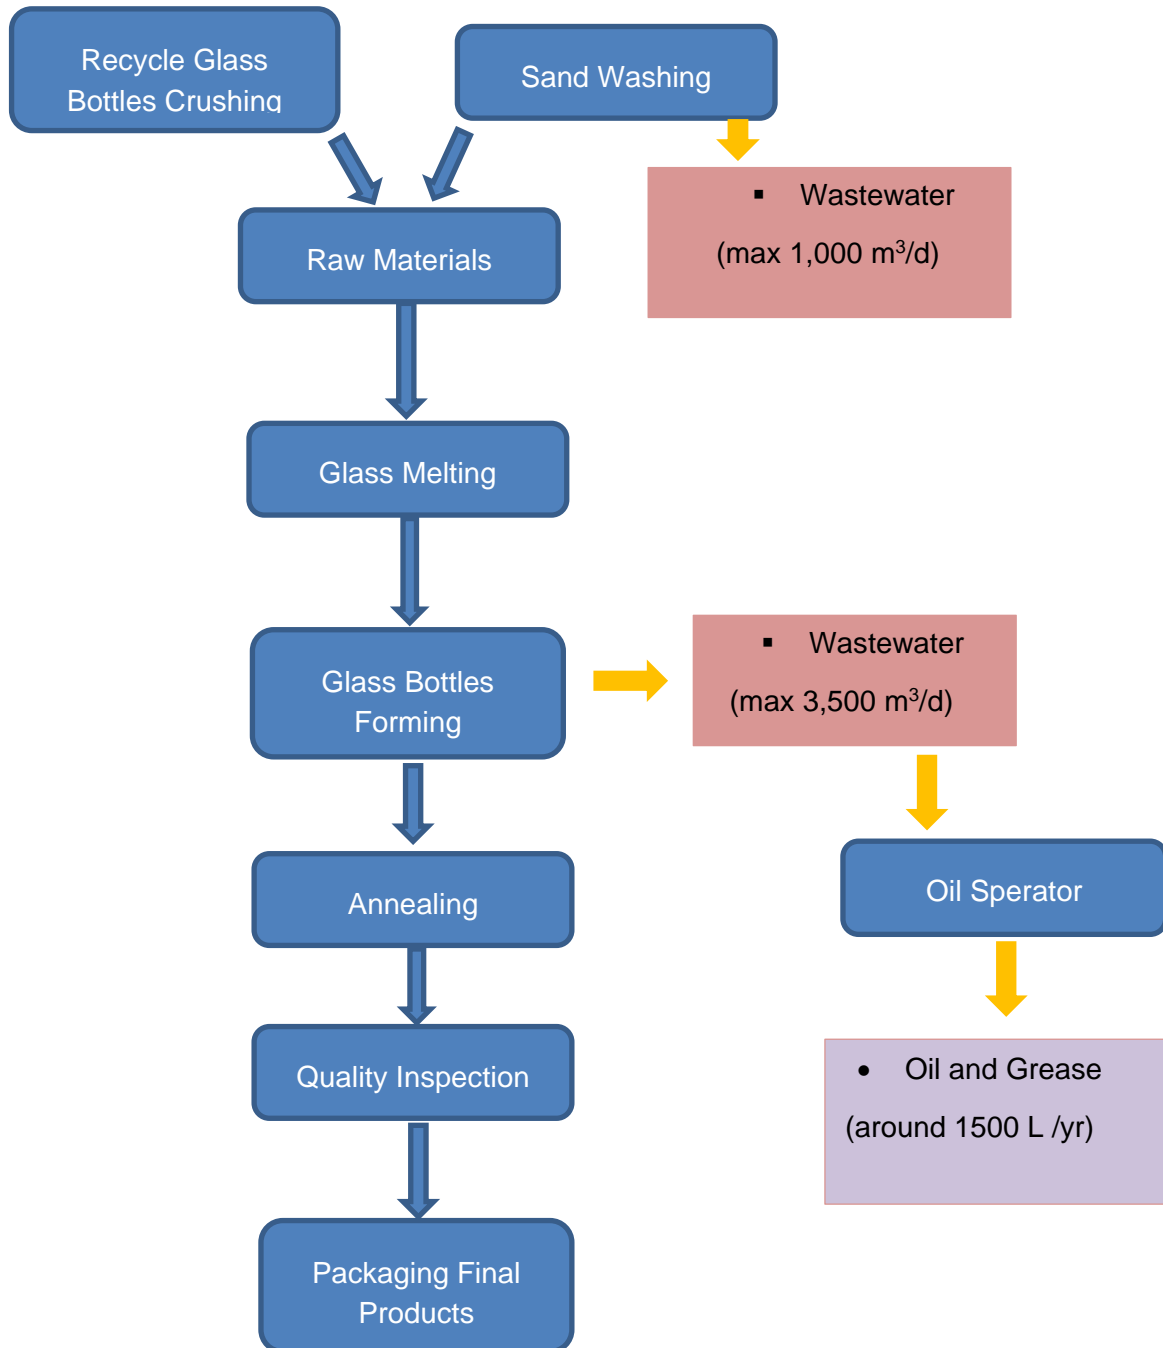 Recycle Glass
Bottles Crushing
Sand Washing
▪ Wastewater
(max 1,000 m³/d)
Raw Materials
Glass Melting
Glass Bottles
Forming
▪ Wastewater
(max 3,500 m³/d)
Annealing
Oil Sperator
Quality Inspection
• Oil and Grease
(around 1500 L /yr)
Packaging Final
Products